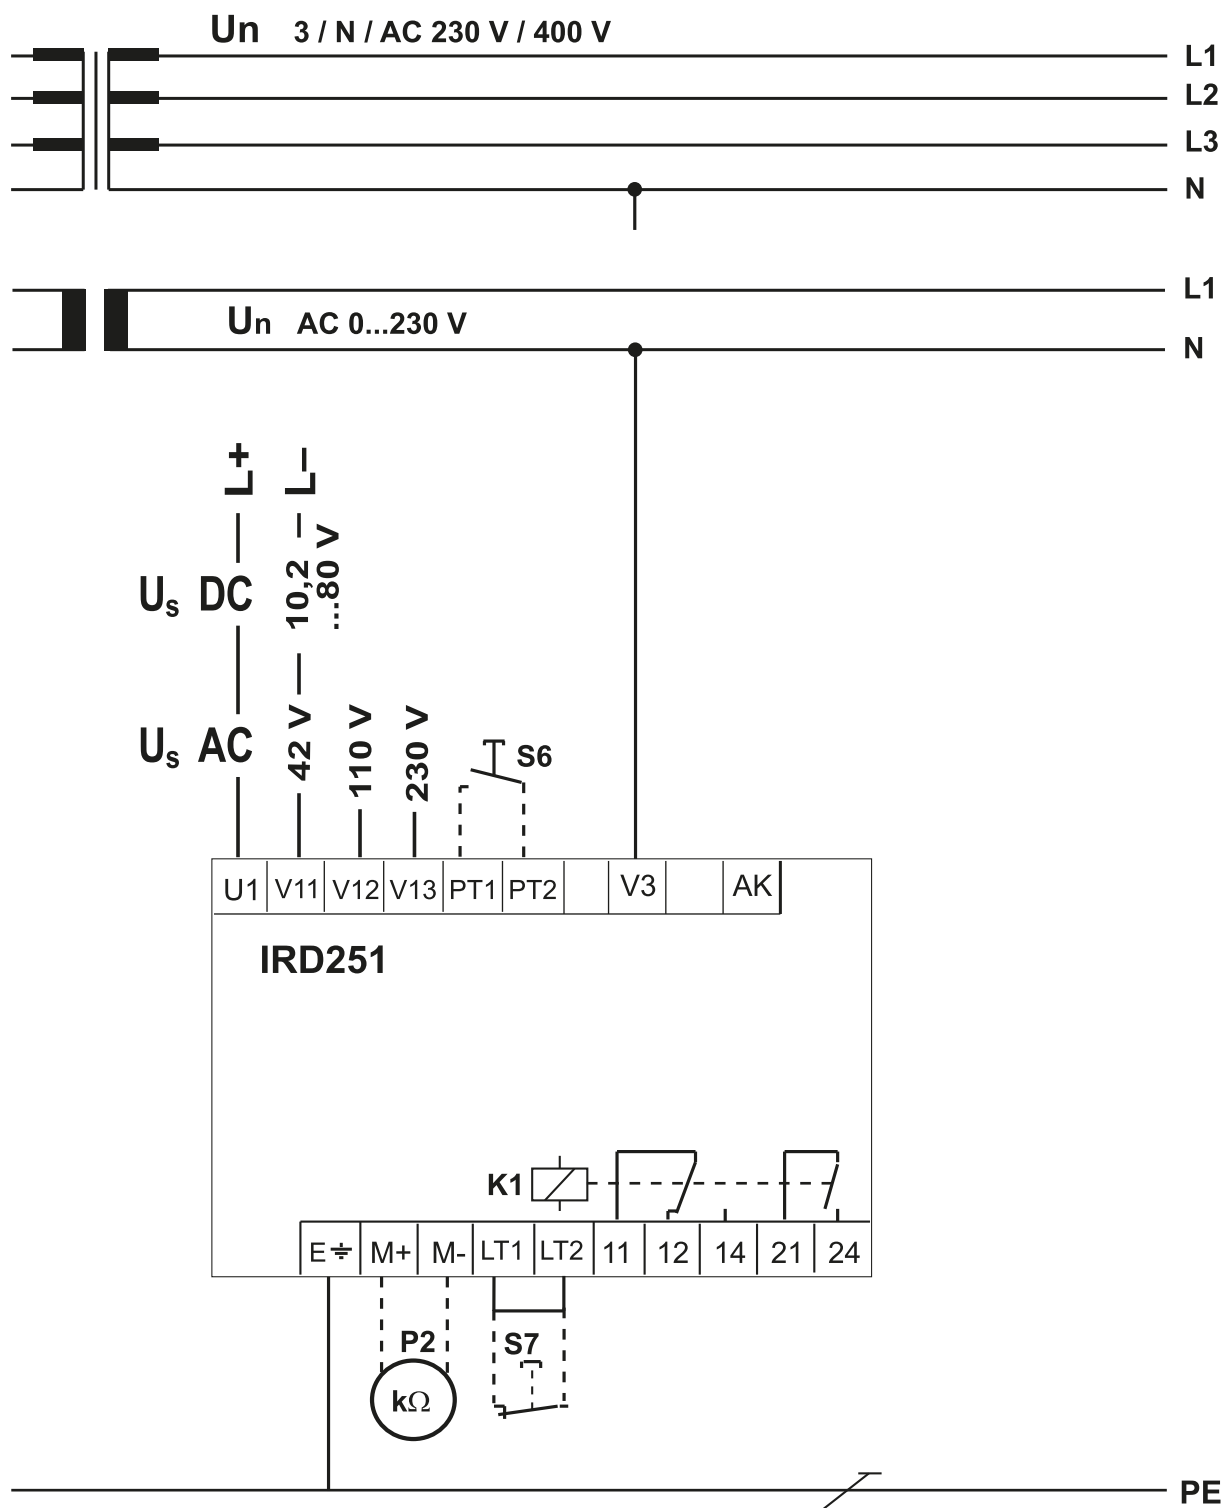 Un 3 / N / AC 230 V / 400 V
L1
L2
L3
N
L1
Un AC 0...230 V
N
L+ L–
Us DC 10,2 ...80 V
Us AC 42 V 110 V 230 V S6
U1 V11 V12 V13 PT1 PT2 V3 AK
IRD251
K1
E M+ M- LT1 LT2 11 12 14 21 24
P2 S7
kΩ
PE